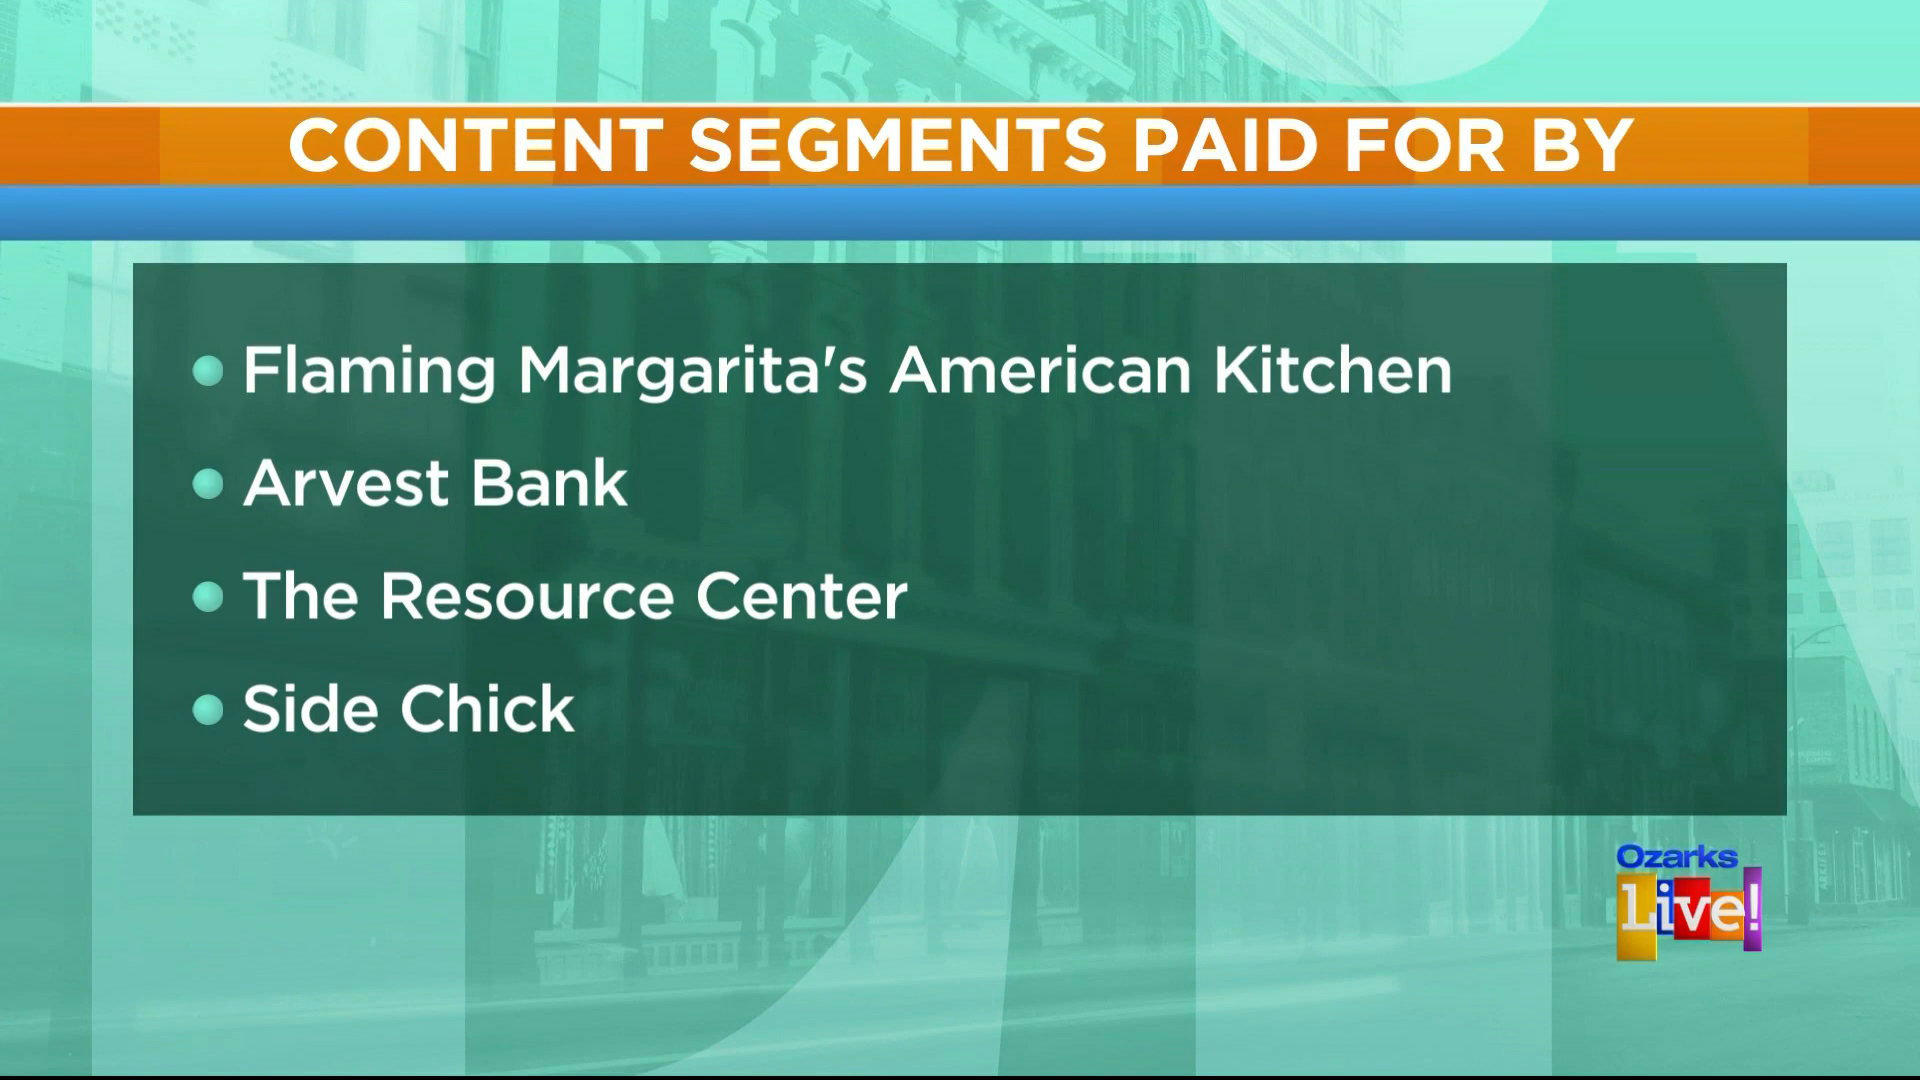 CONTENT SEGMENTS PAID FOR BY
Flaming Margarita's American Kitchen
Arvest Bank
The Resource Center
Side Chick
Ozarks
Live!